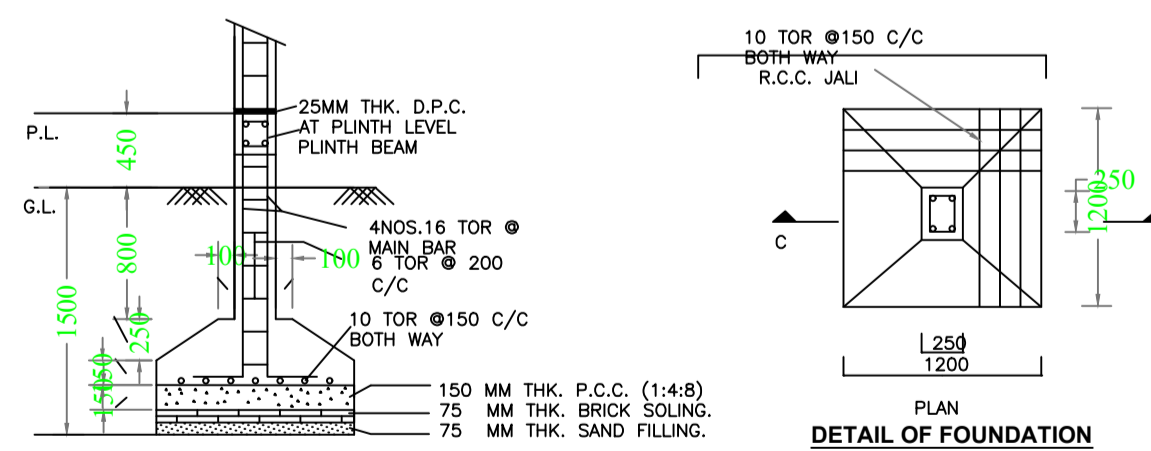 25MM THK. D.P.C.
AT PLINTH LEVEL
PLINTH BEAM
P.L.
450
G.L.
4NOS.16 TOR @
MAIN BAR
6 TOR @ 200
C/C
100
100
800
1500
250
10 TOR @150 C/C
BOTH WAY
150
150
150 MM THK. P.C.C. (1:4:8)
75 MM THK. BRICK SOLING.
75 MM THK. SAND FILLING.
10 TOR @150 C/C
BOTH WAY
R.C.C. JALI
250
1200
C
250
1200
PLAN
DETAIL OF FOUNDATION